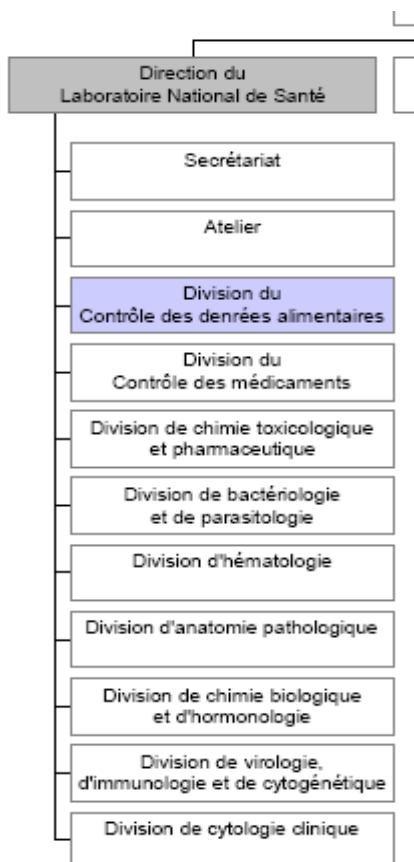 Direction du
Laboratoire National de Santé
Secrétariat
Atelier
Division du
Contrôle des denrées alimentaires
Division du
Contrôle des médicaments
Division de chimie toxicologique
et pharmaceutique
Division de bactériologie
et de parasitologie
Division d'hématologie
Division d'anatomie pathologique
Division de chimie biologique
et d'hormonologie
Division de virologie,
d'immunologie et de cytogénétique
Division de cytologie clinique